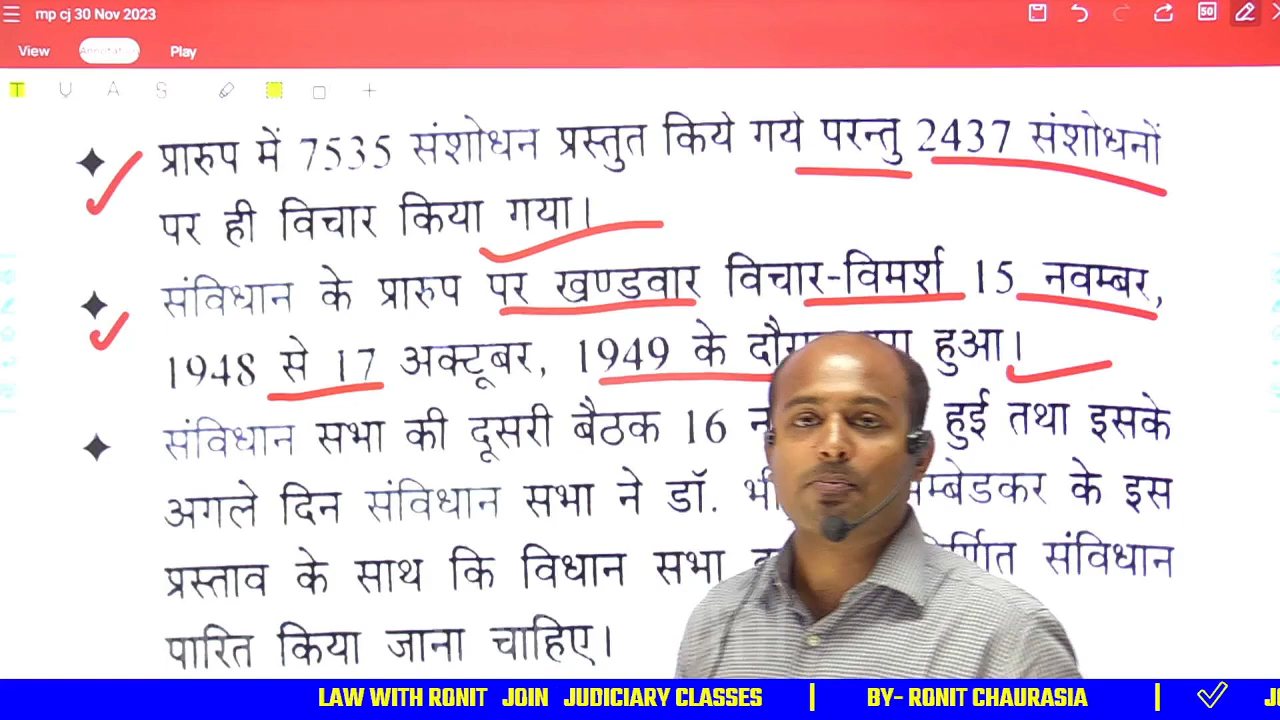 mp cj 30 Nov 2023
50
View Annotation Play
T U A S
प्रारुप में 7535 संशोधन प्रस्तुत किये गये परन्तु 2437 संशोधनों
पर ही विचार किया गया।
संविधान के प्रारुप पर खण्डवार विचार-विमर्श 15 नवम्बर,
1948 से 17 अक्टूबर, 1949 के हुआ।
संविधान सभा की दूसरी बैठक 16 हुई तथा इसके
अगले दिन संविधान सभा ने डॉ. के इस
प्रस्ताव के साथ कि विधान सभा संविधान
पारित किया जाना चाहिए।
LAW WITH RONIT JOIN JUDICIARY CLASSES | BY- RONIT CHAURASIA |